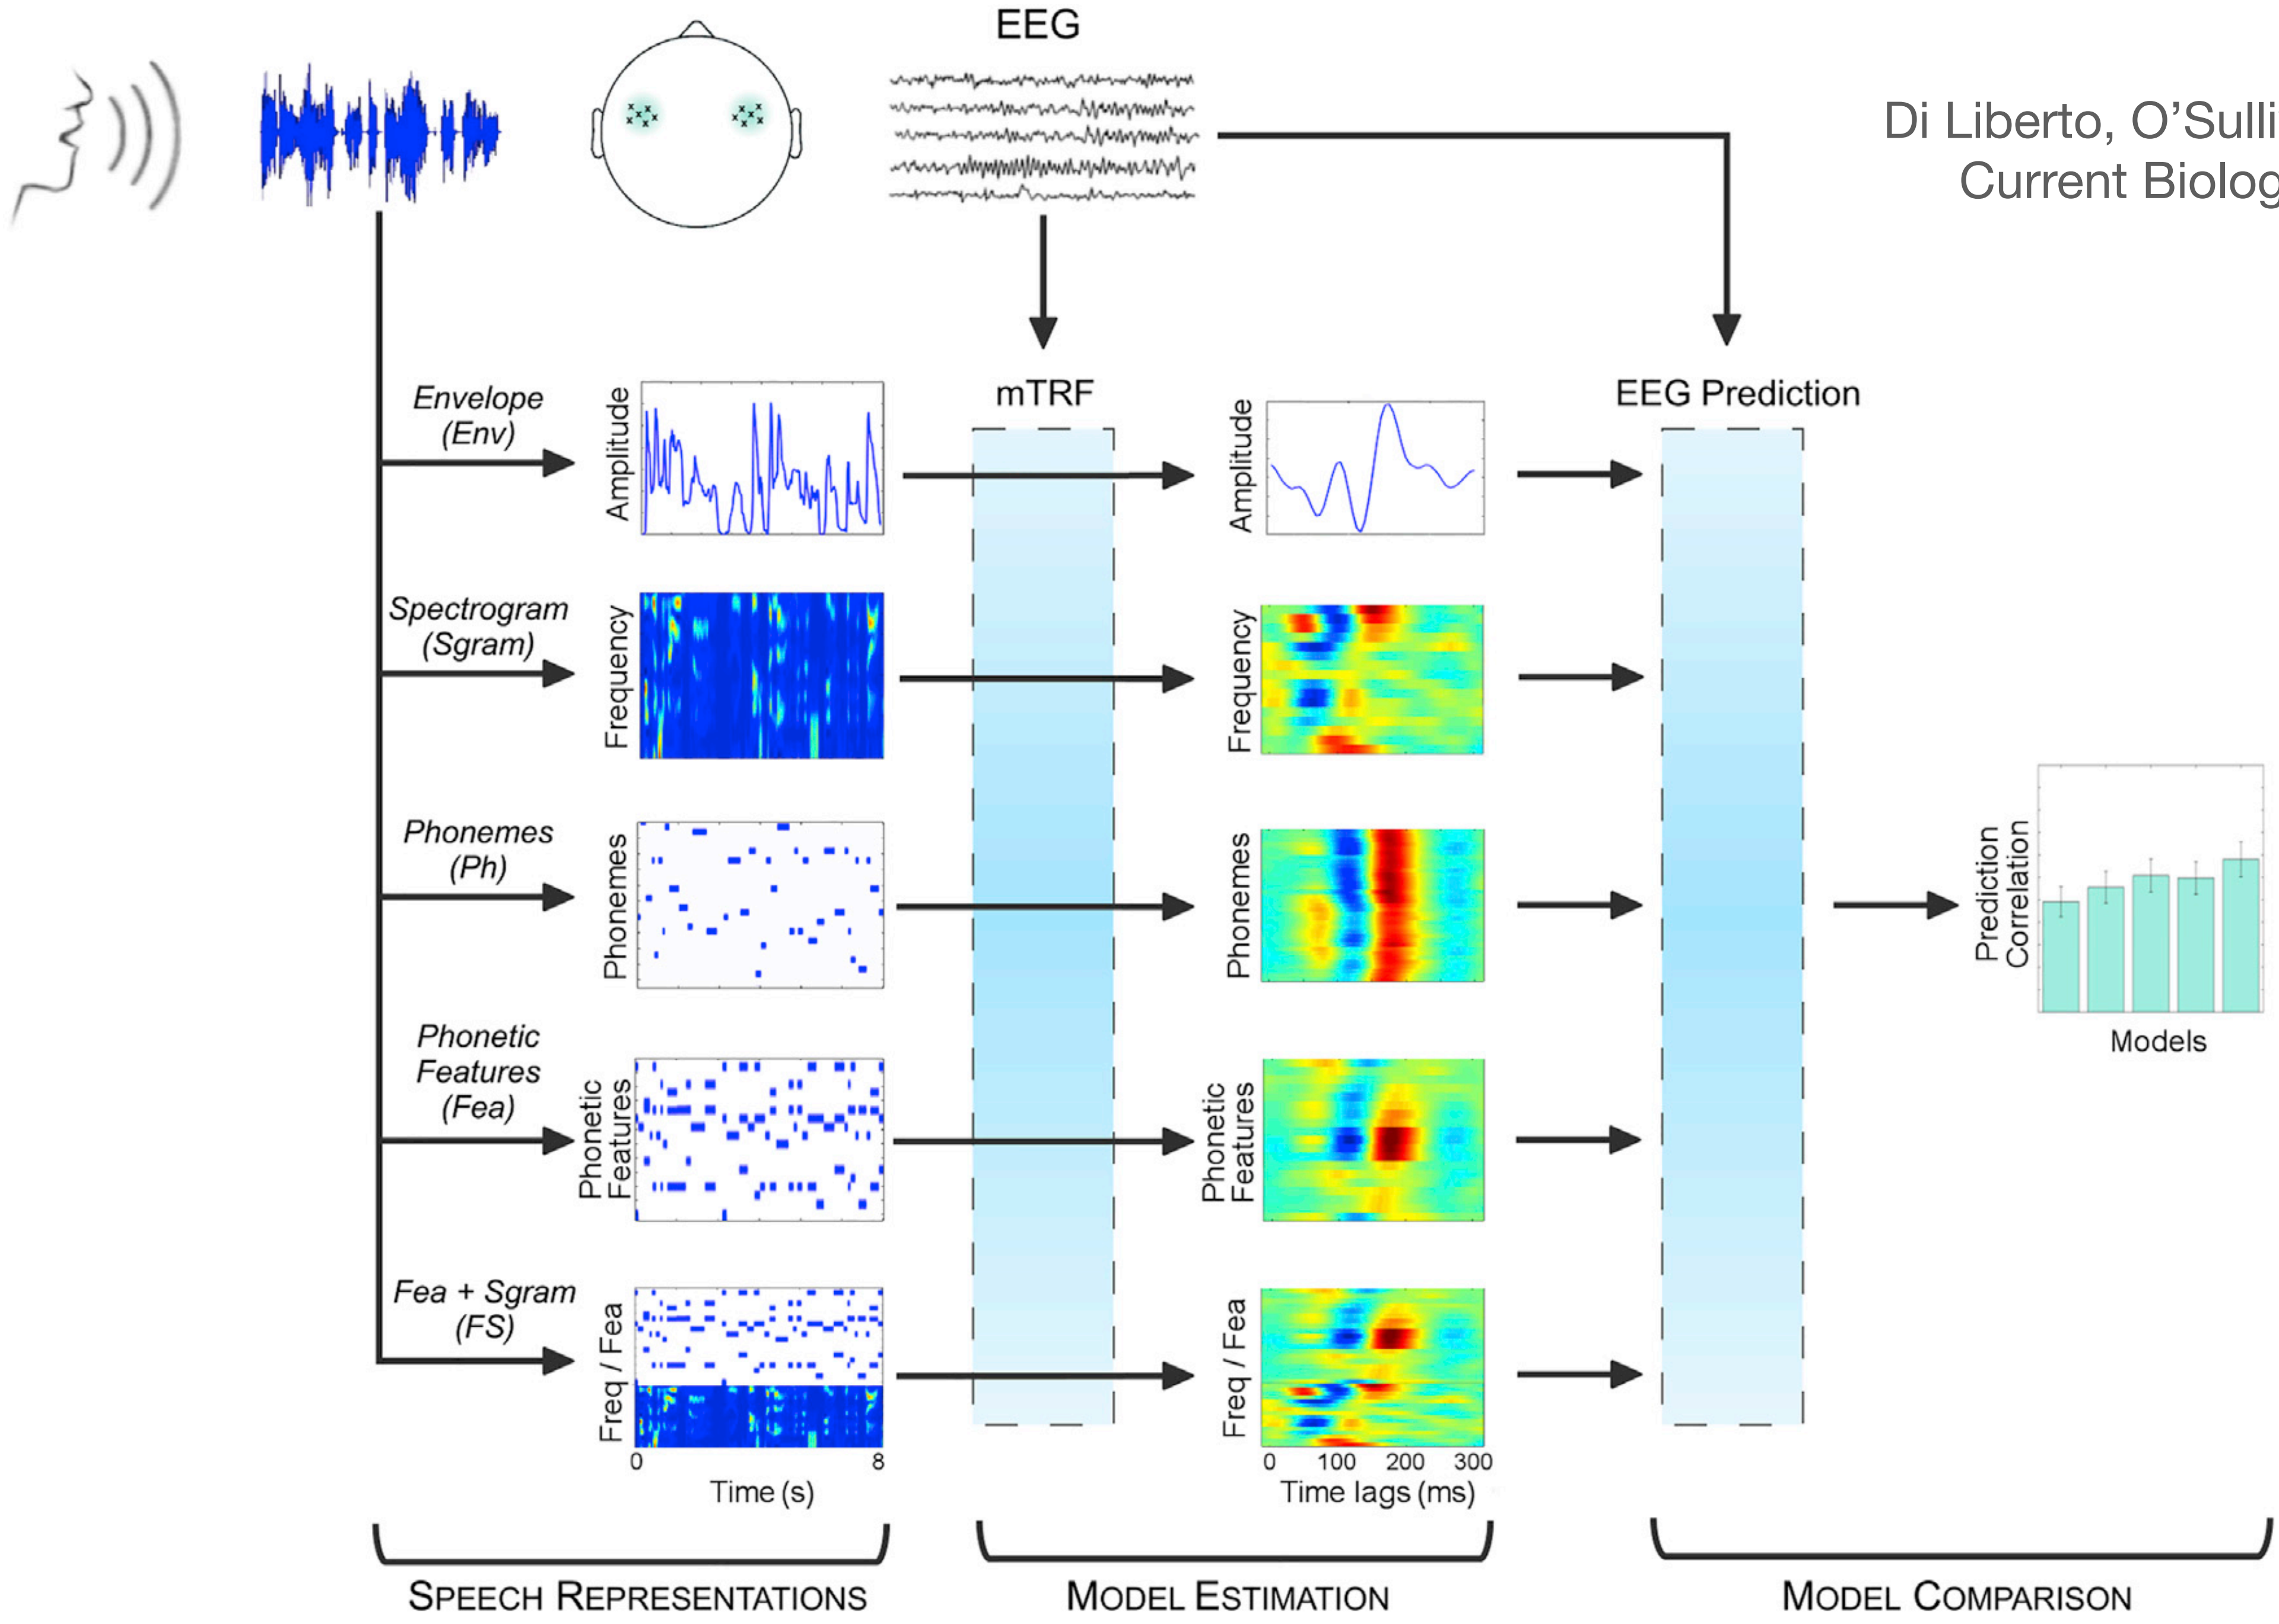 EEG
Di Liberto, O'Sulli
Current Biolog
Envelope
(Env)
Amplitude
mTRF
Amplitude
EEG Prediction
Spectrogram
(Sgram)
Frequency
Frequency
Phonemes
(Ph)
Phonemes
Phonemes
Prediction
Correlation
Models
Phonetic
Features
(Fea)
Phonetic
Features
Phonetic
Features
Fea + Sgram
(FS)
Freq / Fea
Freq / Fea
0 8
Time (s)
0 100 200 300
Time lags (ms)
SPEECH REPRESENTATIONS
MODEL ESTIMATION
MODEL COMPARISON